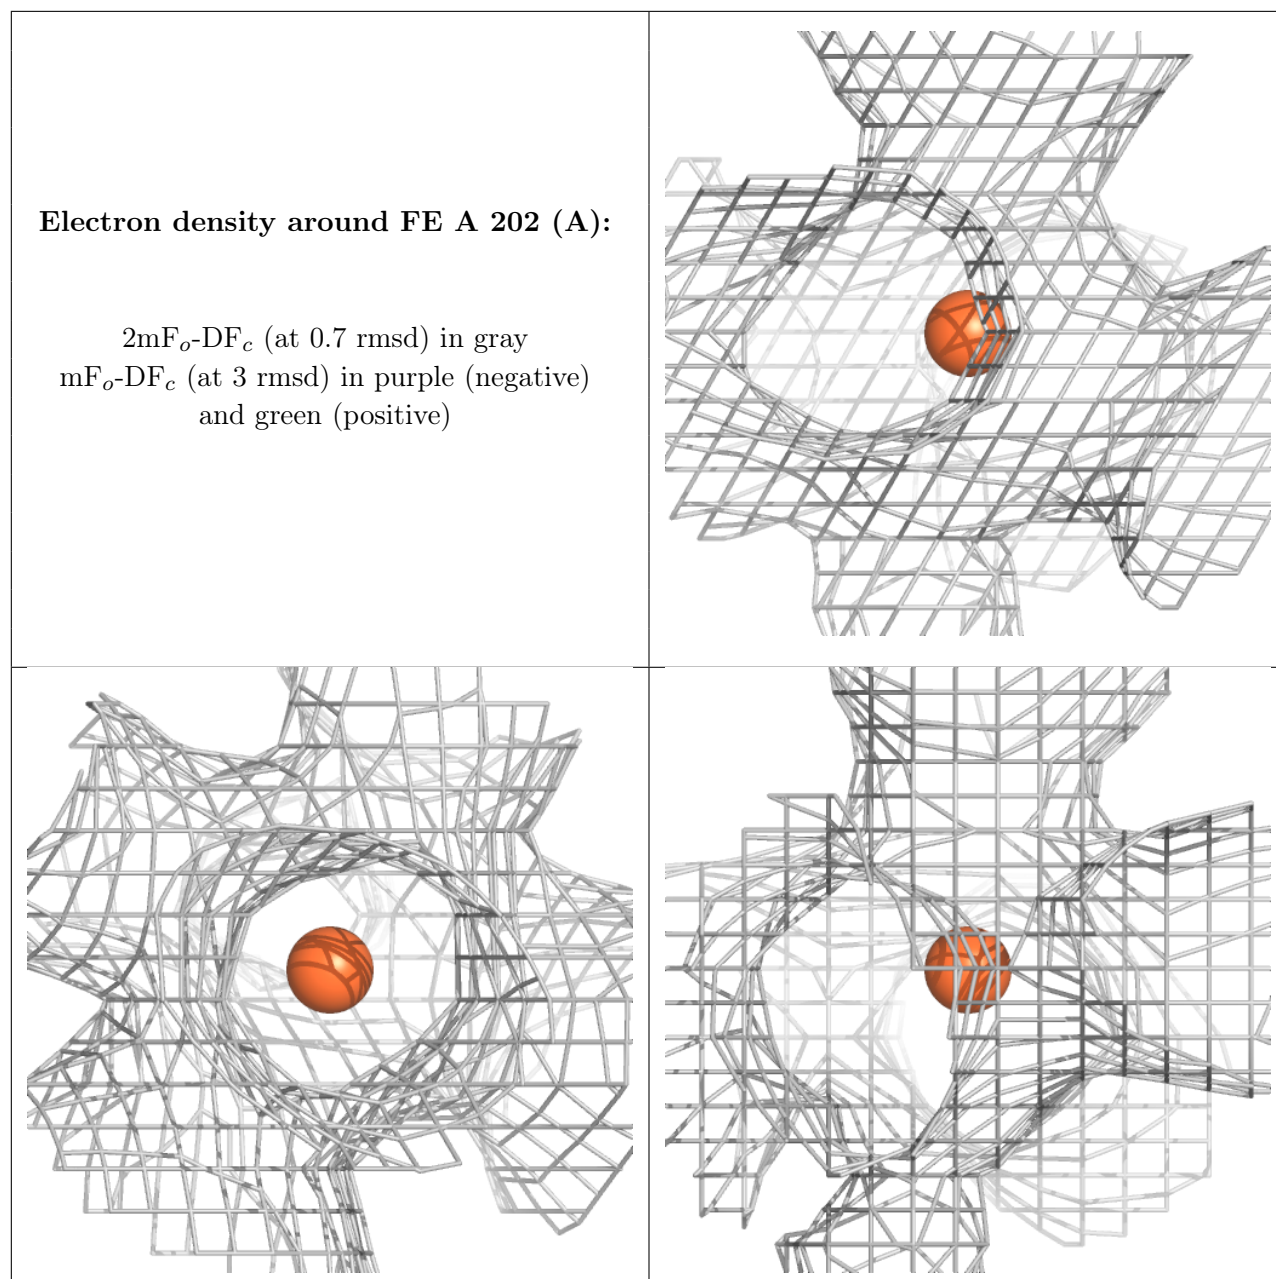 Electron density around FE A 202 (A):
2mFo-DFc (at 0.7 rmsd) in gray
mFo-DFc (at 3 rmsd) in purple (negative)
and green (positive)